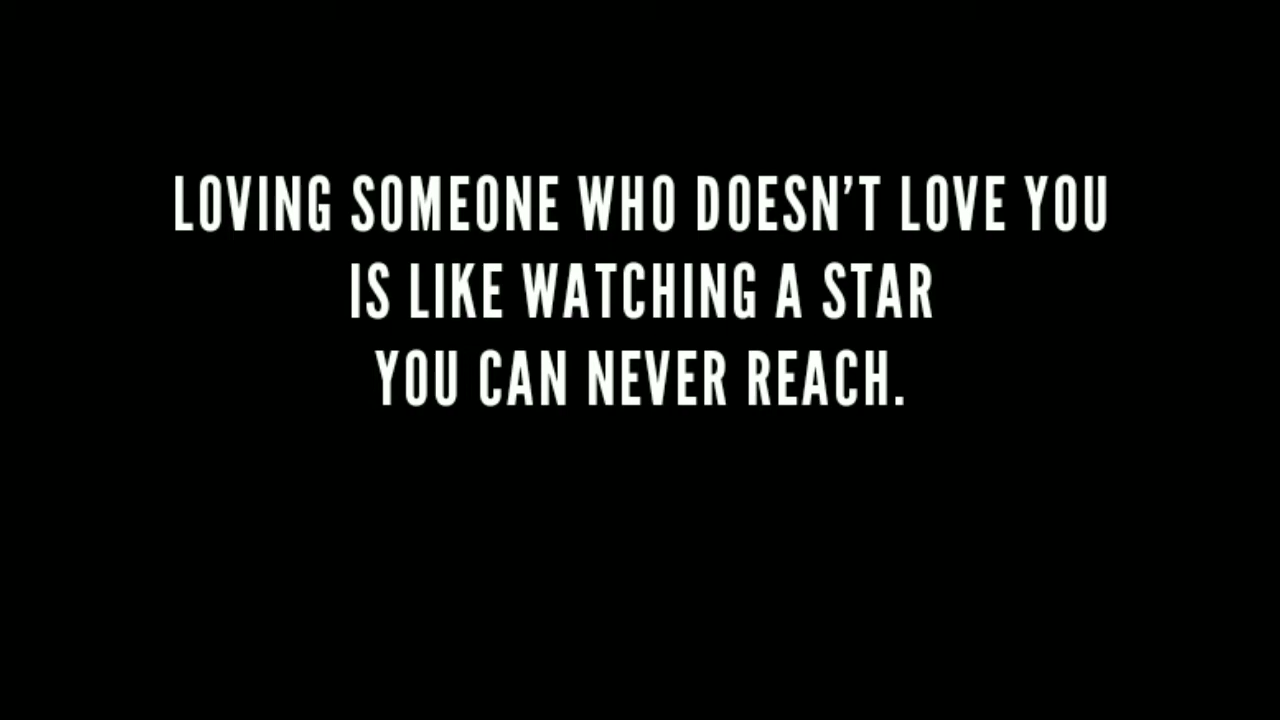 LOVING SOMEONE WHO DOESN’T LOVE YOU
IS LIKE WATCHING A STAR
YOU CAN NEVER REACH.